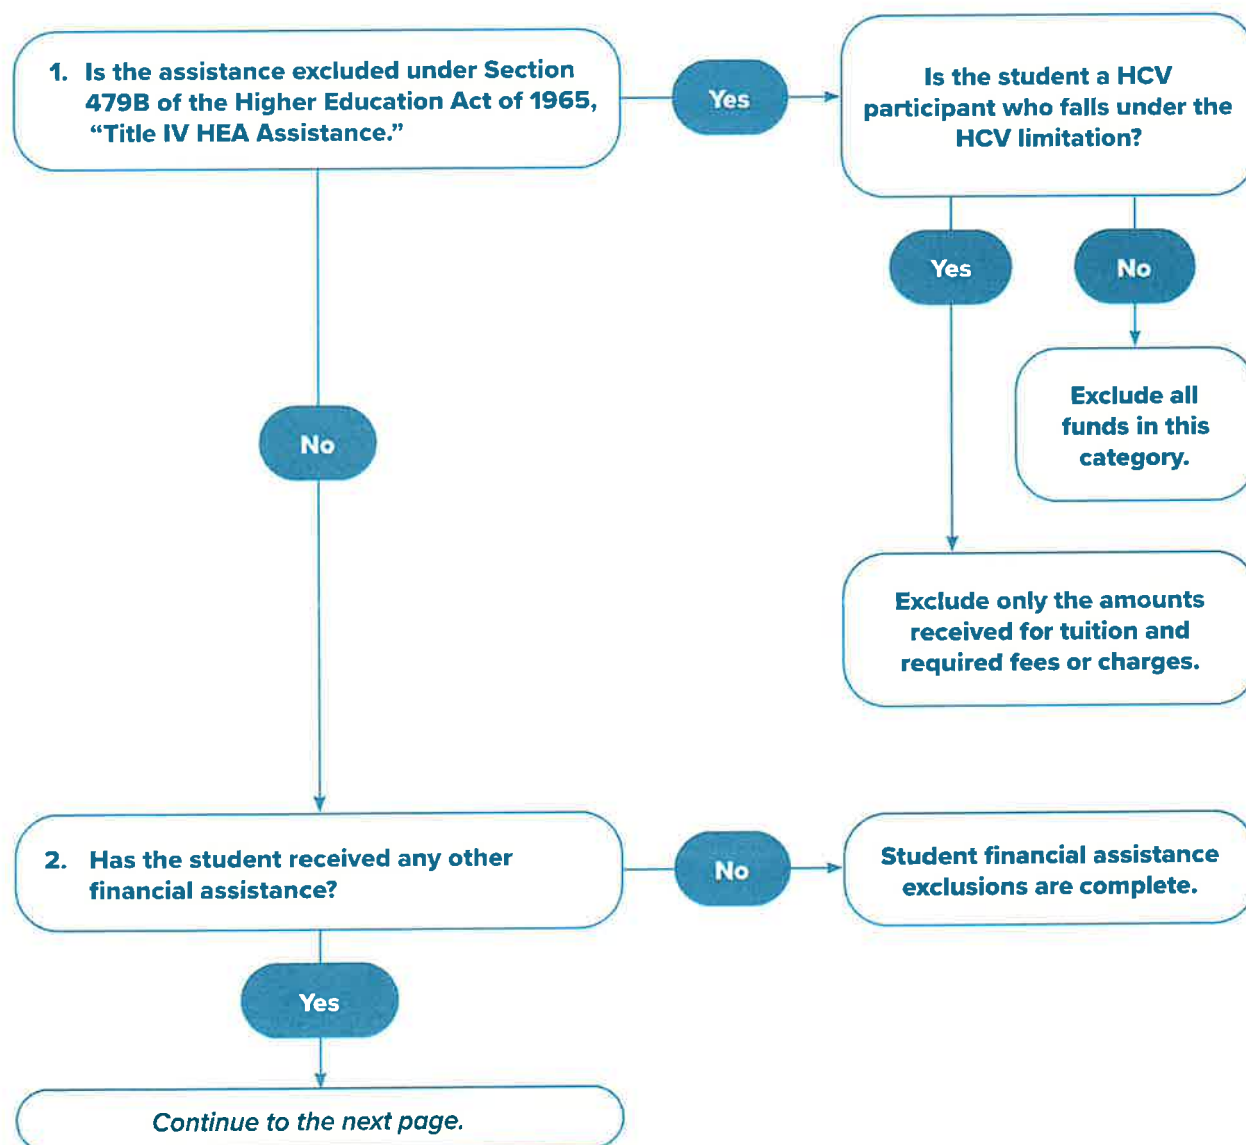 1. Is the assistance excluded under Section
479B of the Higher Education Act of 1965,
“Title IV HEA Assistance.”
Yes
Is the student a HCV
participant who falls under the
HCV limitation?
Yes
No
Exclude all
funds in this
category.
No
Exclude only the amounts
received for tuition and
required fees or charges.
2. Has the student received any other
financial assistance?
No
Student financial assistance
exclusions are complete.
Yes
Continue to the next page.